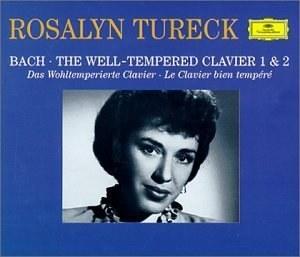 ROSALYN TURECK
BACH · THE WELL-TEMPERED CLAVIER 1 & 2
Das Wohltemperierte Clavier · Le Clavier bien tempéré